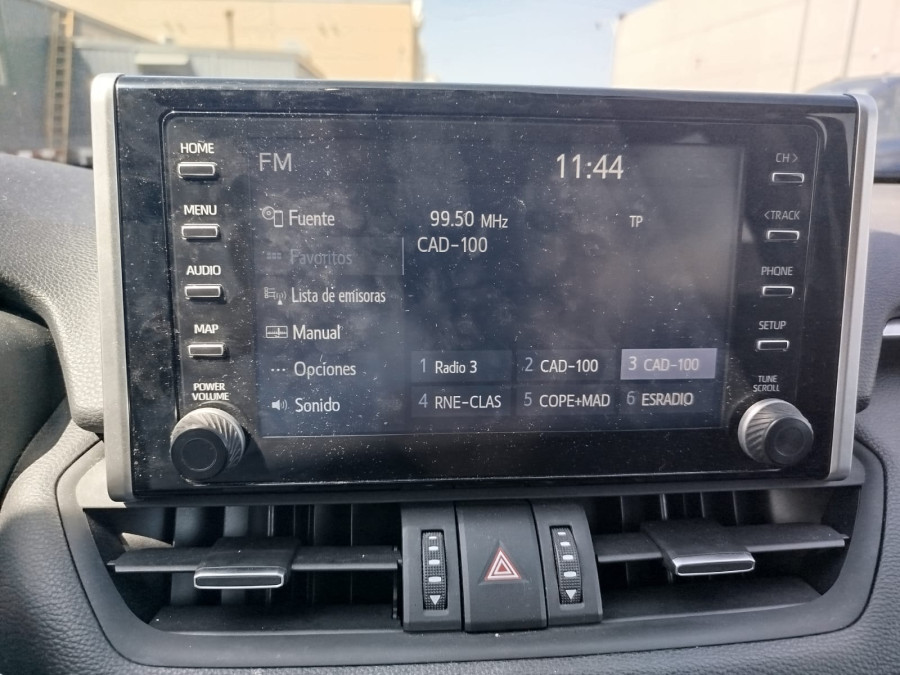 HOME
MENU
AUDIO
MAP
POWER
VOLUME
FM
11:44
Fuente
Favoritos
Lista de emisoras
Manual
Opciones
Sonido
99.50 MHz
TP
CAD-100
1 Radio 3
2 CAD-100
3 CAD-100
4 RNE-CLAS
5 COPE+MAD
6 ESRADIO
CH >
<TRACK
PHONE
SETUP
TUNE
SCROLL